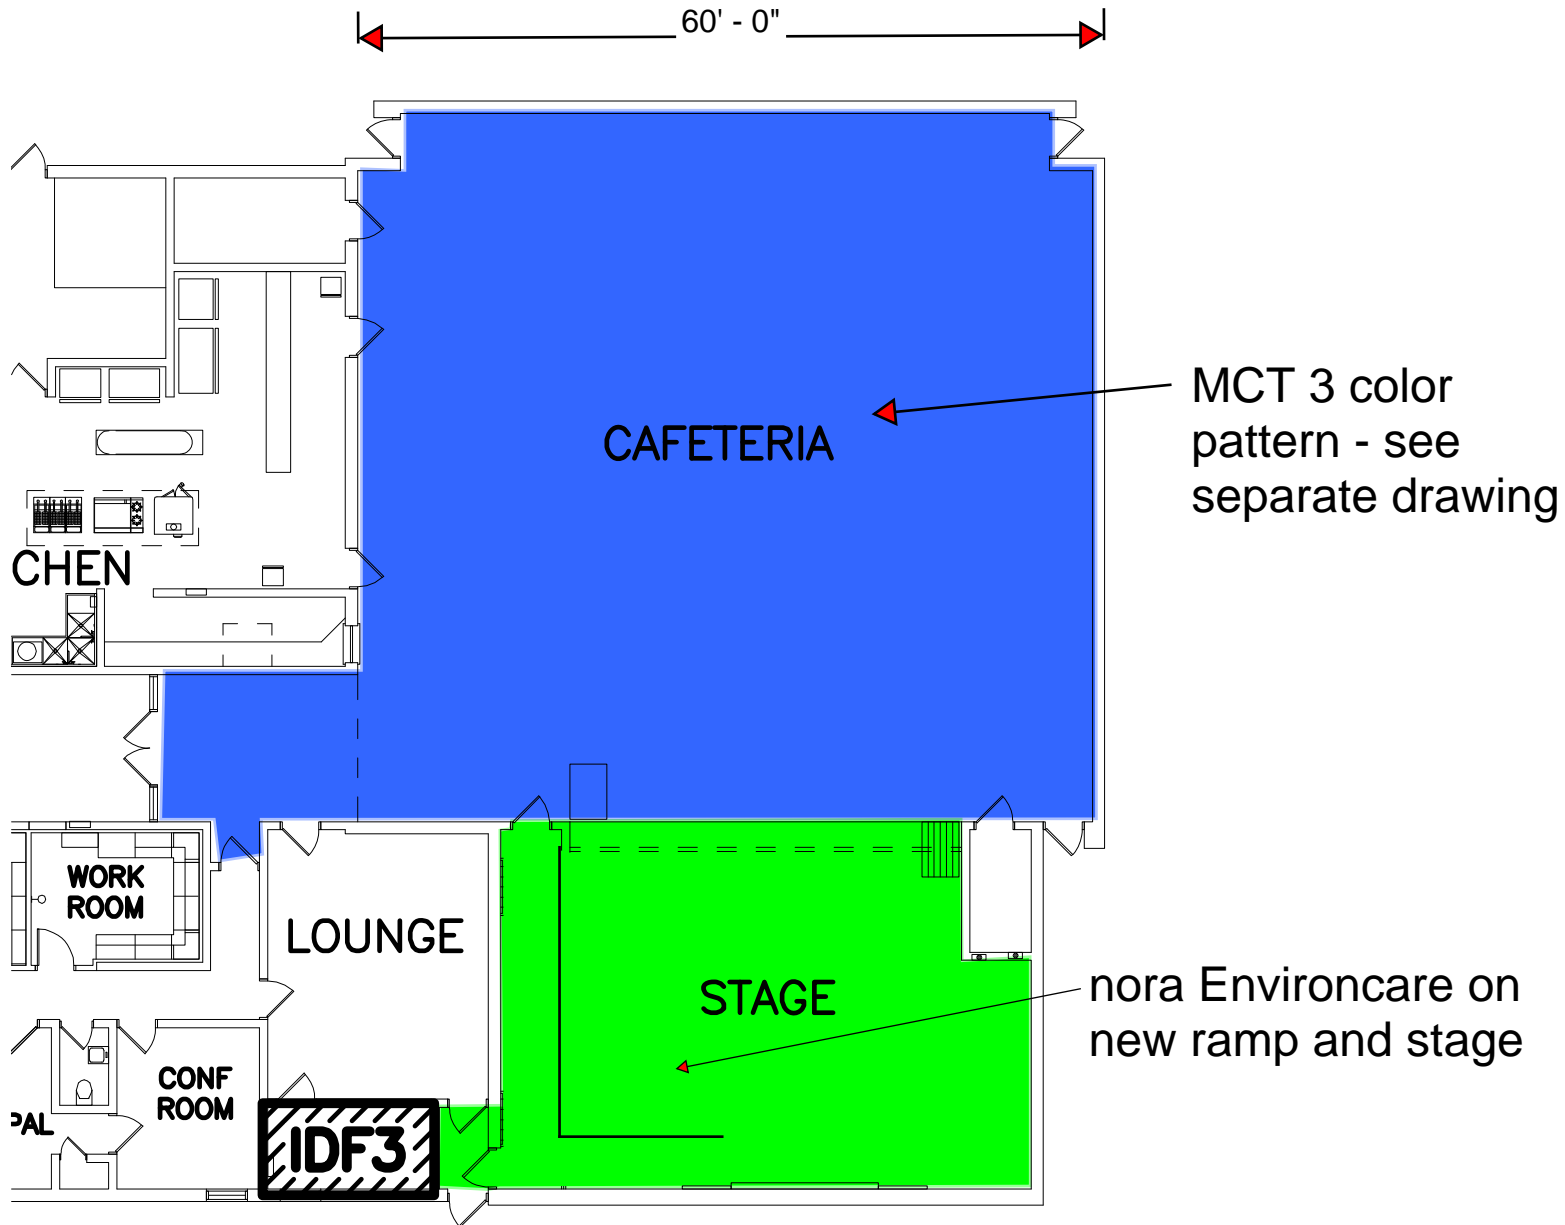 60' - 0"
MCT 3 color
pattern - see
separate drawing
CAFETERIA
CHEN
WORK
ROOM
LOUNGE
STAGE
nora Environcare on
new ramp and stage
CONF
ROOM
PAL
IDF3